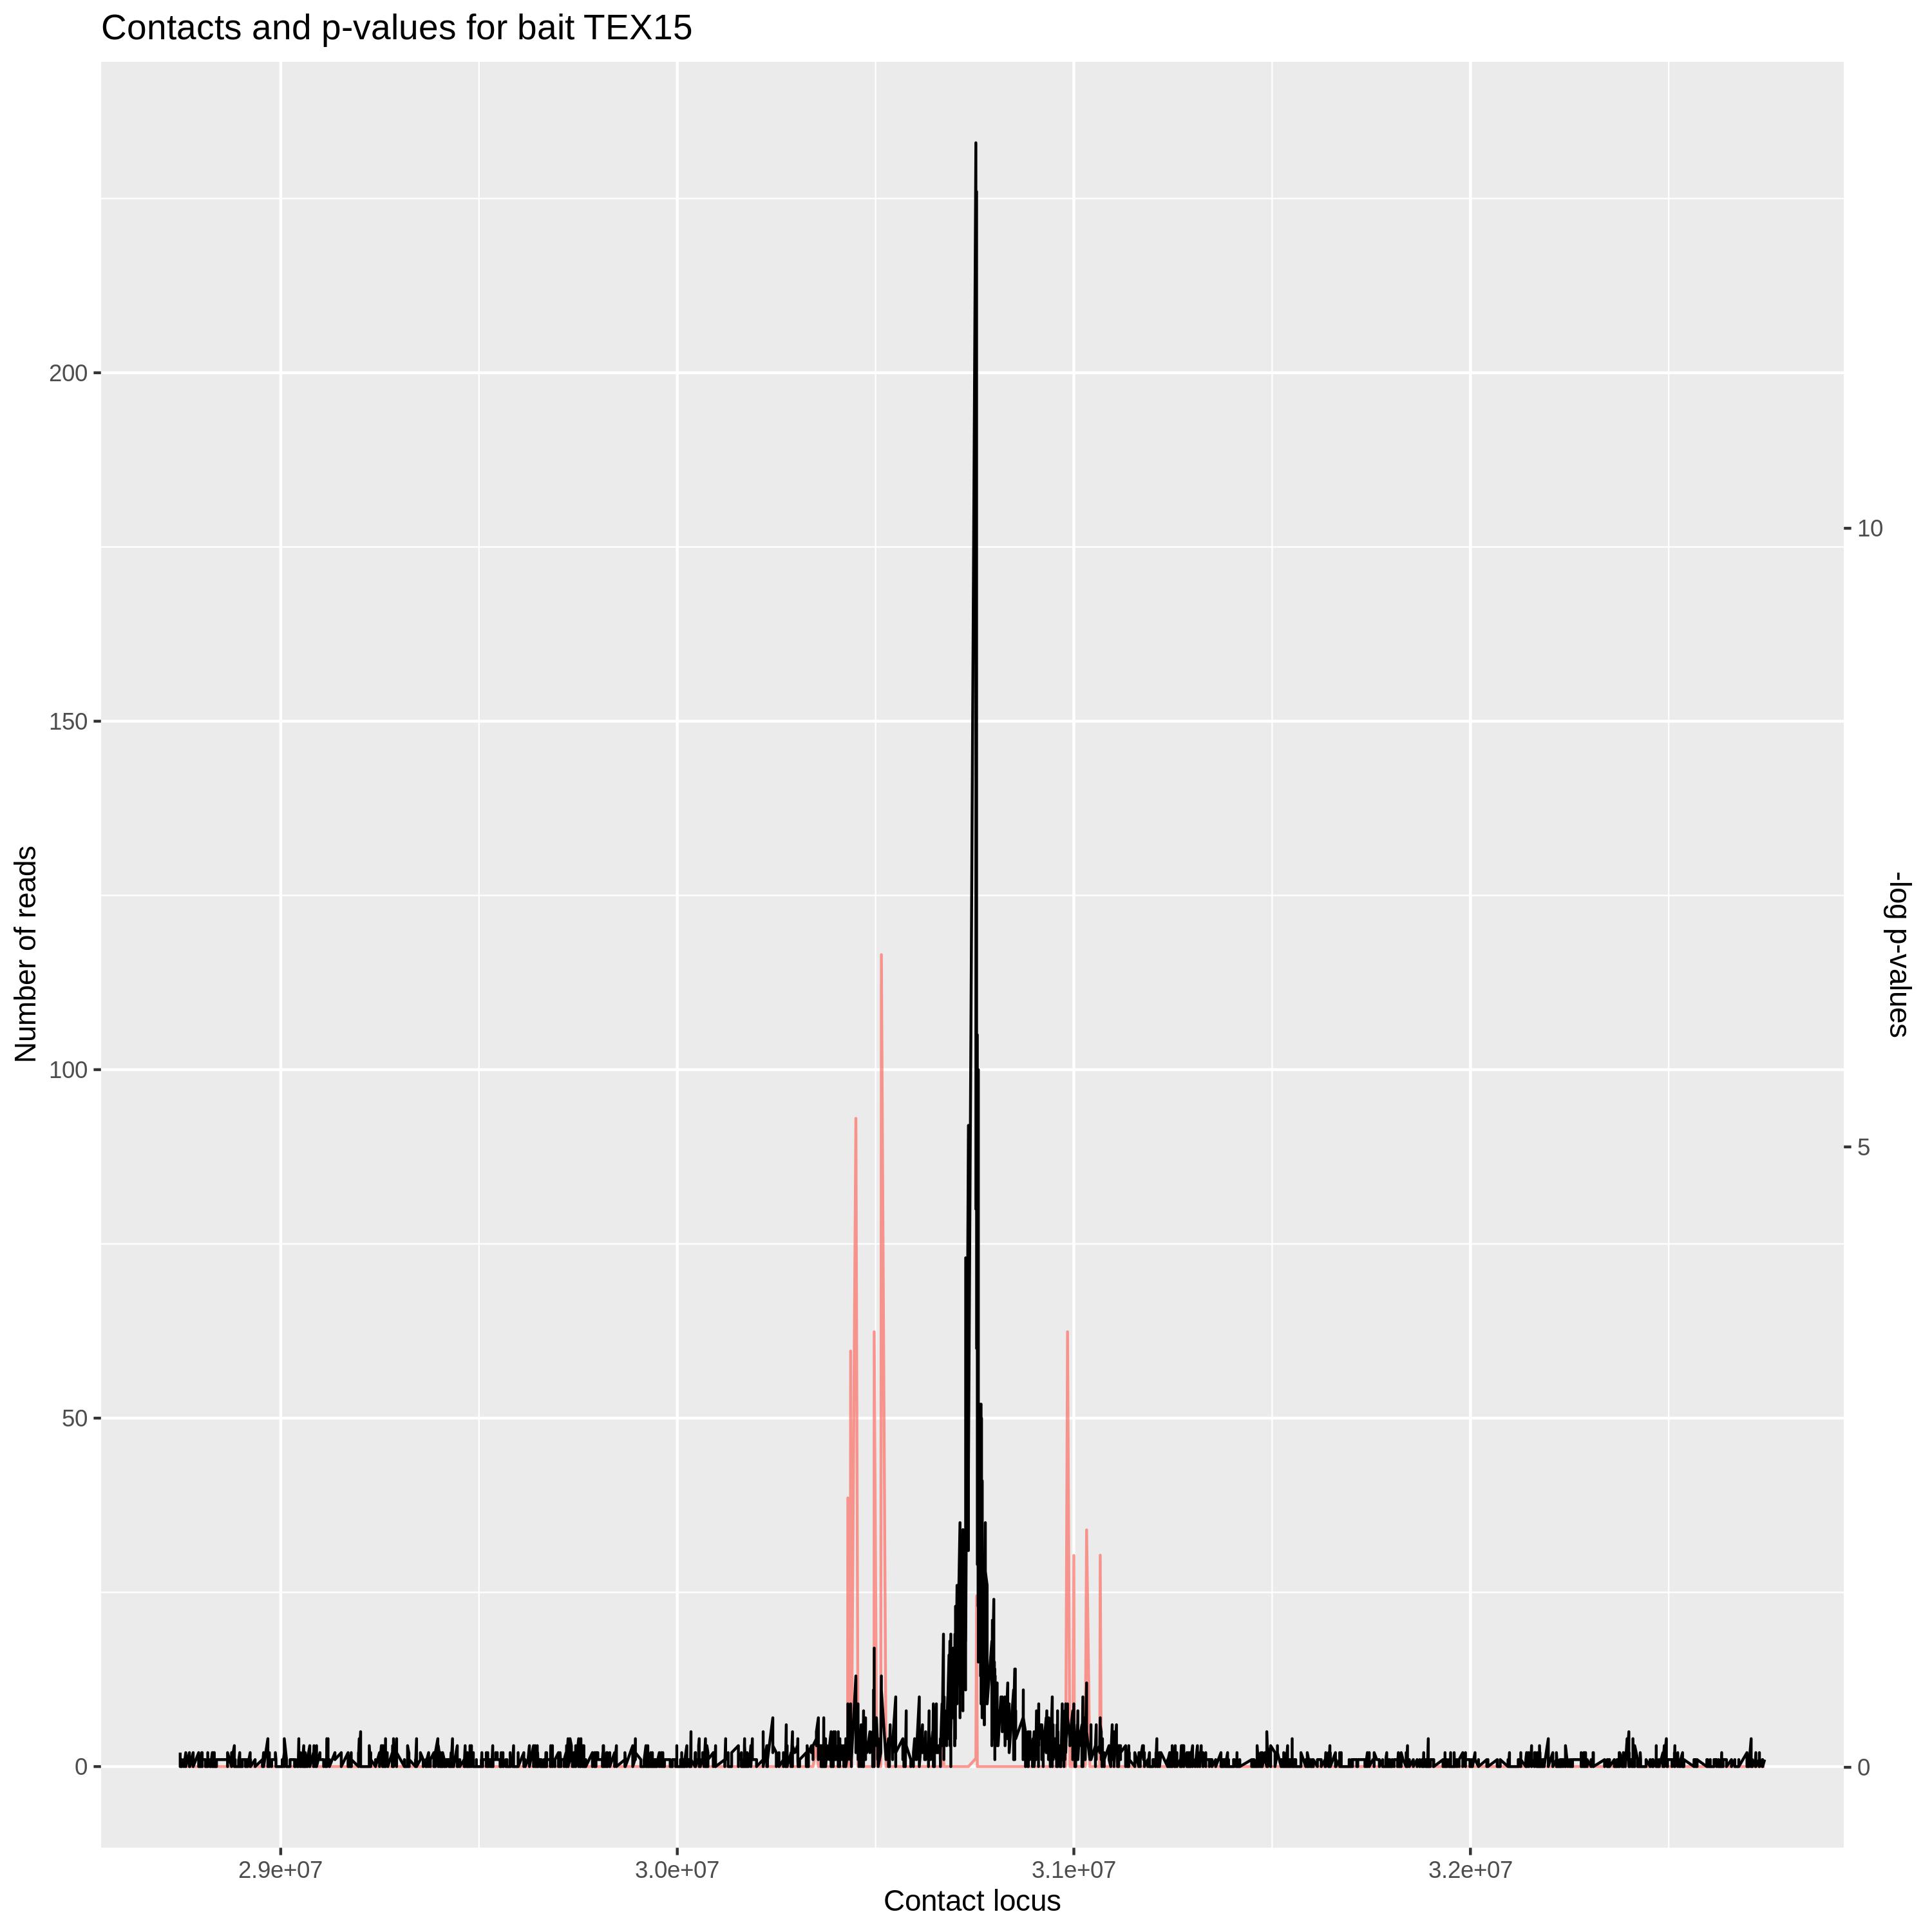 Contacts and p-values for bait TEX15
Number of reads
200
150
100
50
0
10
5
0
-log p-values
2.9e+07 3.0e+07 3.1e+07 3.2e+07
Contact locus